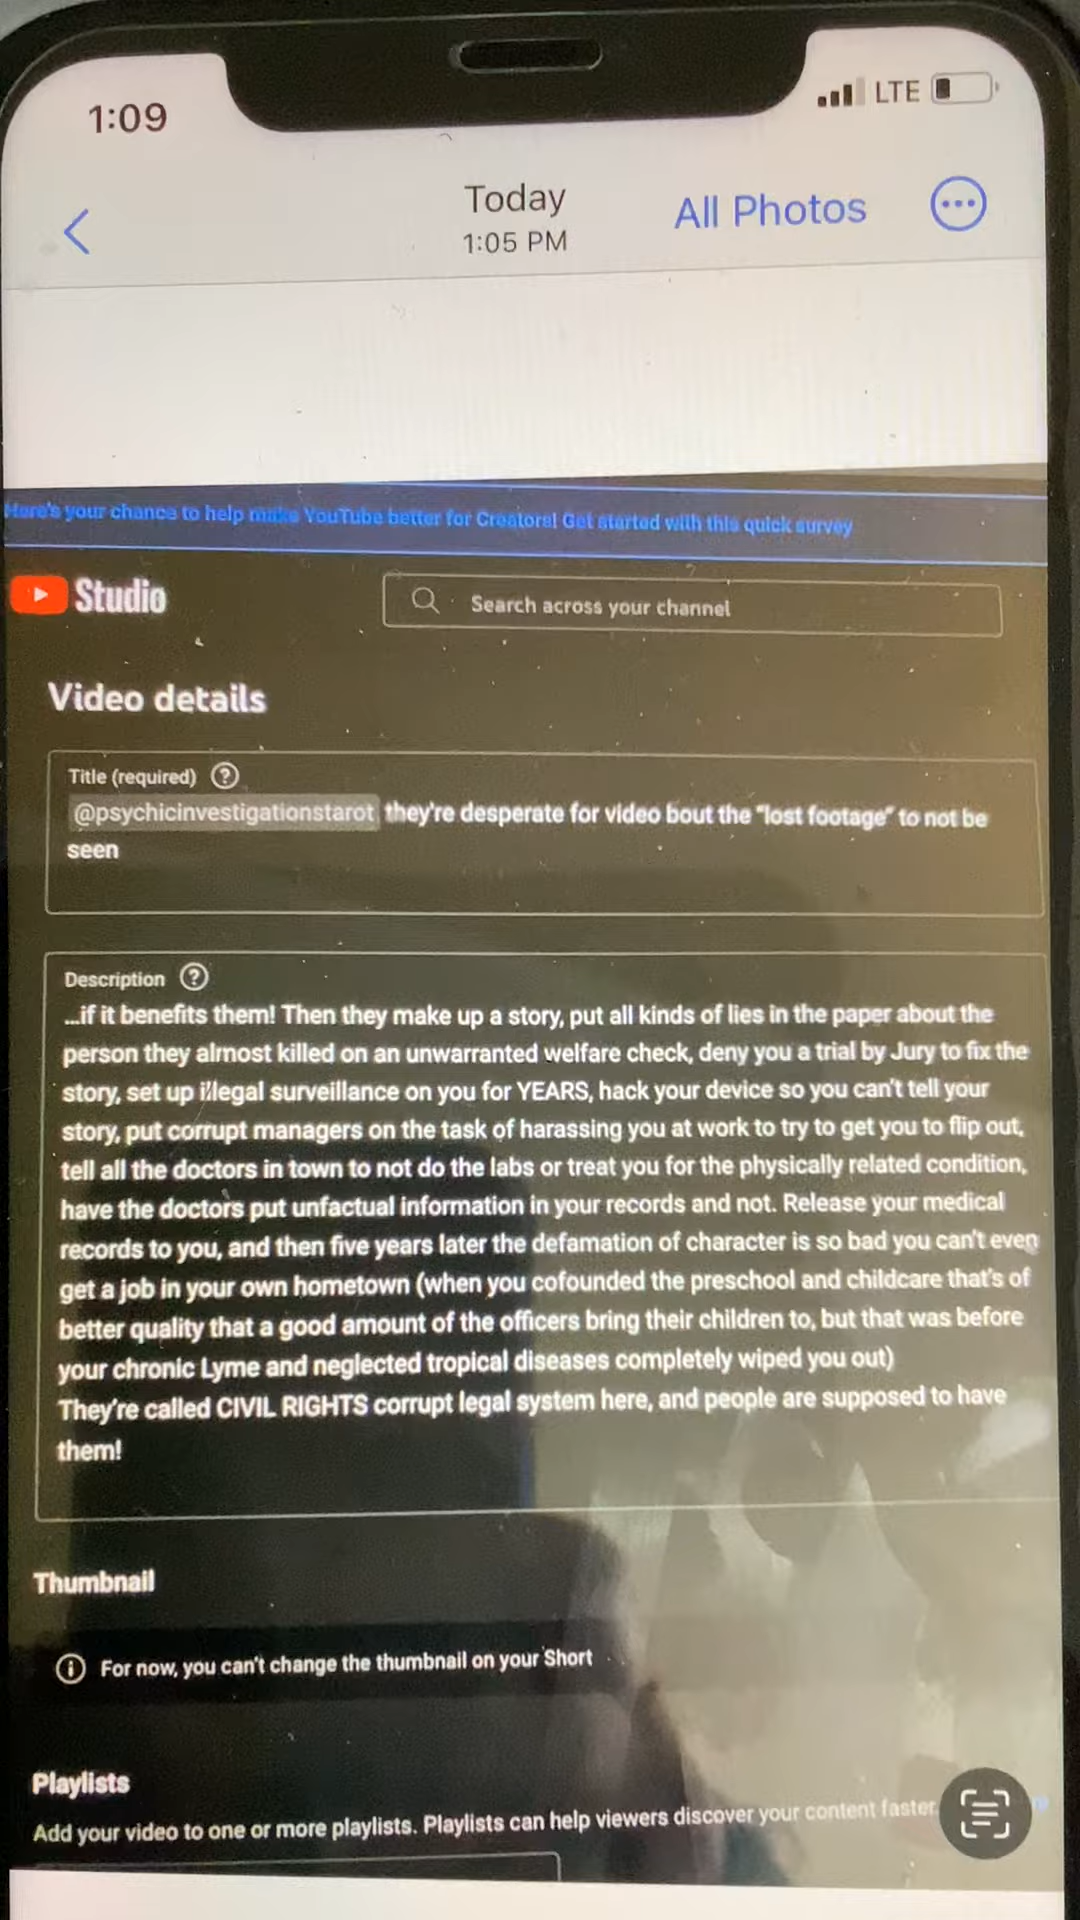 1:09
LTE
Today
1:05 PM
All Photos
Here's your chance to help make YouTube better for Creators! Get started with this quick survey
Studio
Search across your channel
Video details
Title (required) ?
@psychicinvestigationstarot they're desperate for video bout the "lost footage" to not be
seen
Description ?
...if it benefits them! Then they make up a story, put all kinds of lies in the paper about the
person they almost killed on an unwarranted welfare check, deny you a trial by Jury to fix the
story, set up illegal surveillance on you for YEARS, hack your device so you can't tell your
story, put corrupt managers on the task of harassing you at work to try to get you to flip out,
tell all the doctors in town to not do the labs or treat you for the physically related condition,
have the doctors put unfactual information in your records and not. Release your medical
records to you, and then five years later the defamation of character is so bad you can't even
get a job in your own hometown (when you cofounded the preschool and childcare that's of
better quality that a good amount of the officers bring their children to, but that was before
your chronic Lyme and neglected tropical diseases completely wiped you out)
They're called CIVIL RIGHTS corrupt legal system here, and people are supposed to have
them!
Thumbnail
For now, you can't change the thumbnail on your Short
Playlists
Add your video to one or more playlists. Playlists can help viewers discover your content faster.